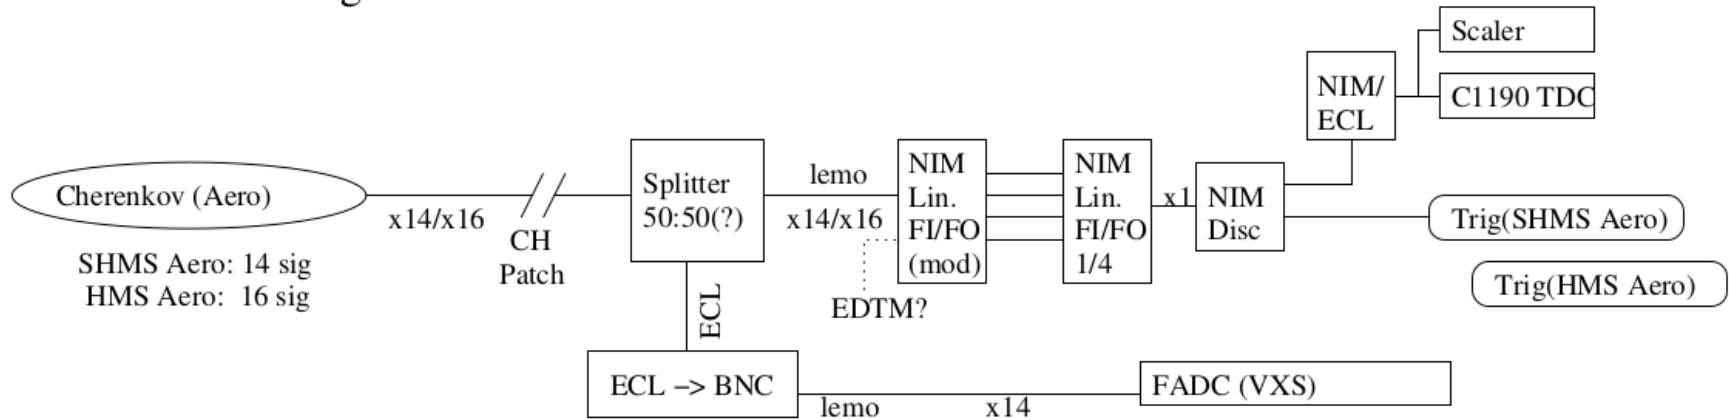 Cherenkov (Aero)
x14/x16
SHMS Aero: 14 sig
HMS Aero: 16 sig
CH
Patch
Splitter
50:50(?)
lemo
x14/x16
ECL
EDTM?
NIM
Lin.
FI/FO
(mod)
NIM
Lin.
FI/FO
1/4
x1
NIM
Disc
NIM/
ECL
Scaler
C1190 TDC
Trig(SHMS Aero)
Trig(HMS Aero)
ECL –> BNC
lemo
x14
FADC (VXS)